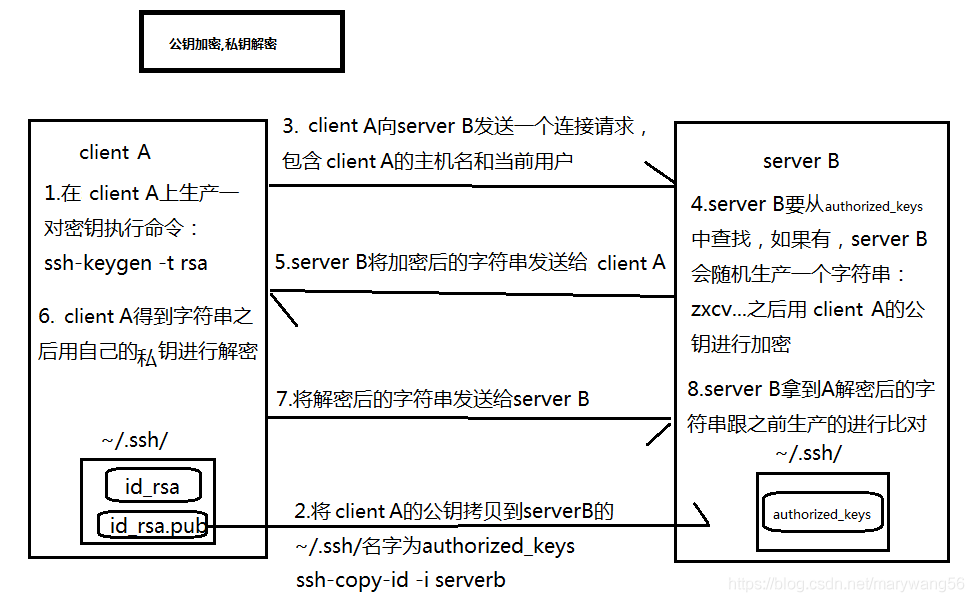 公钥加密,私钥解密
client A
1.在 client A上生产一
对密钥执行命令：
ssh-keygen -t rsa
6. client A得到字符串之
后用自己的私钥进行解密
~/.ssh/
id_rsa
id_rsa.pub
3. client A向server B发送一个连接请求，
包含 client A的主机名和当前用户
5.server B将加密后的字符串发送给 client A
7.将解密后的字符串发送给server B
2.将 client A的公钥拷贝到serverB的
~/.ssh/名字为authorized_keys
ssh-copy-id -i serverb
server B
4.server B要从authorized_keys
中查找，如果有，server B
会随机生产一个字符串：
zxcv...之后用 client A的公
钥进行加密
8.server B拿到A解密后的字
符串跟之前生产的进行比对
~/.ssh/
authorized_keys
https://blog.csdn.net/marywang56